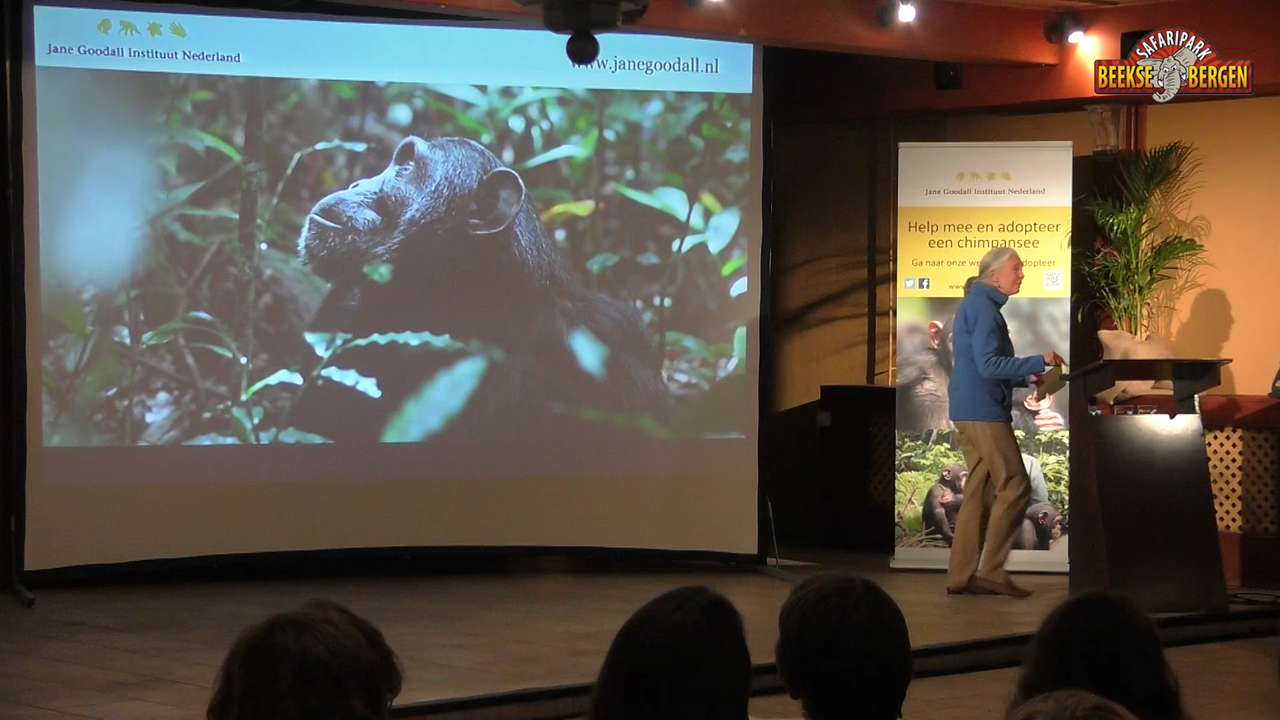 Jane Goodall Instituut Nederland
www.janegoodall.nl
SAFARIPARK
BEEKSE BERGEN
Jane Goodall Instituut Nederland
Help mee en adopteer
een chimpansee
Ga naar onze